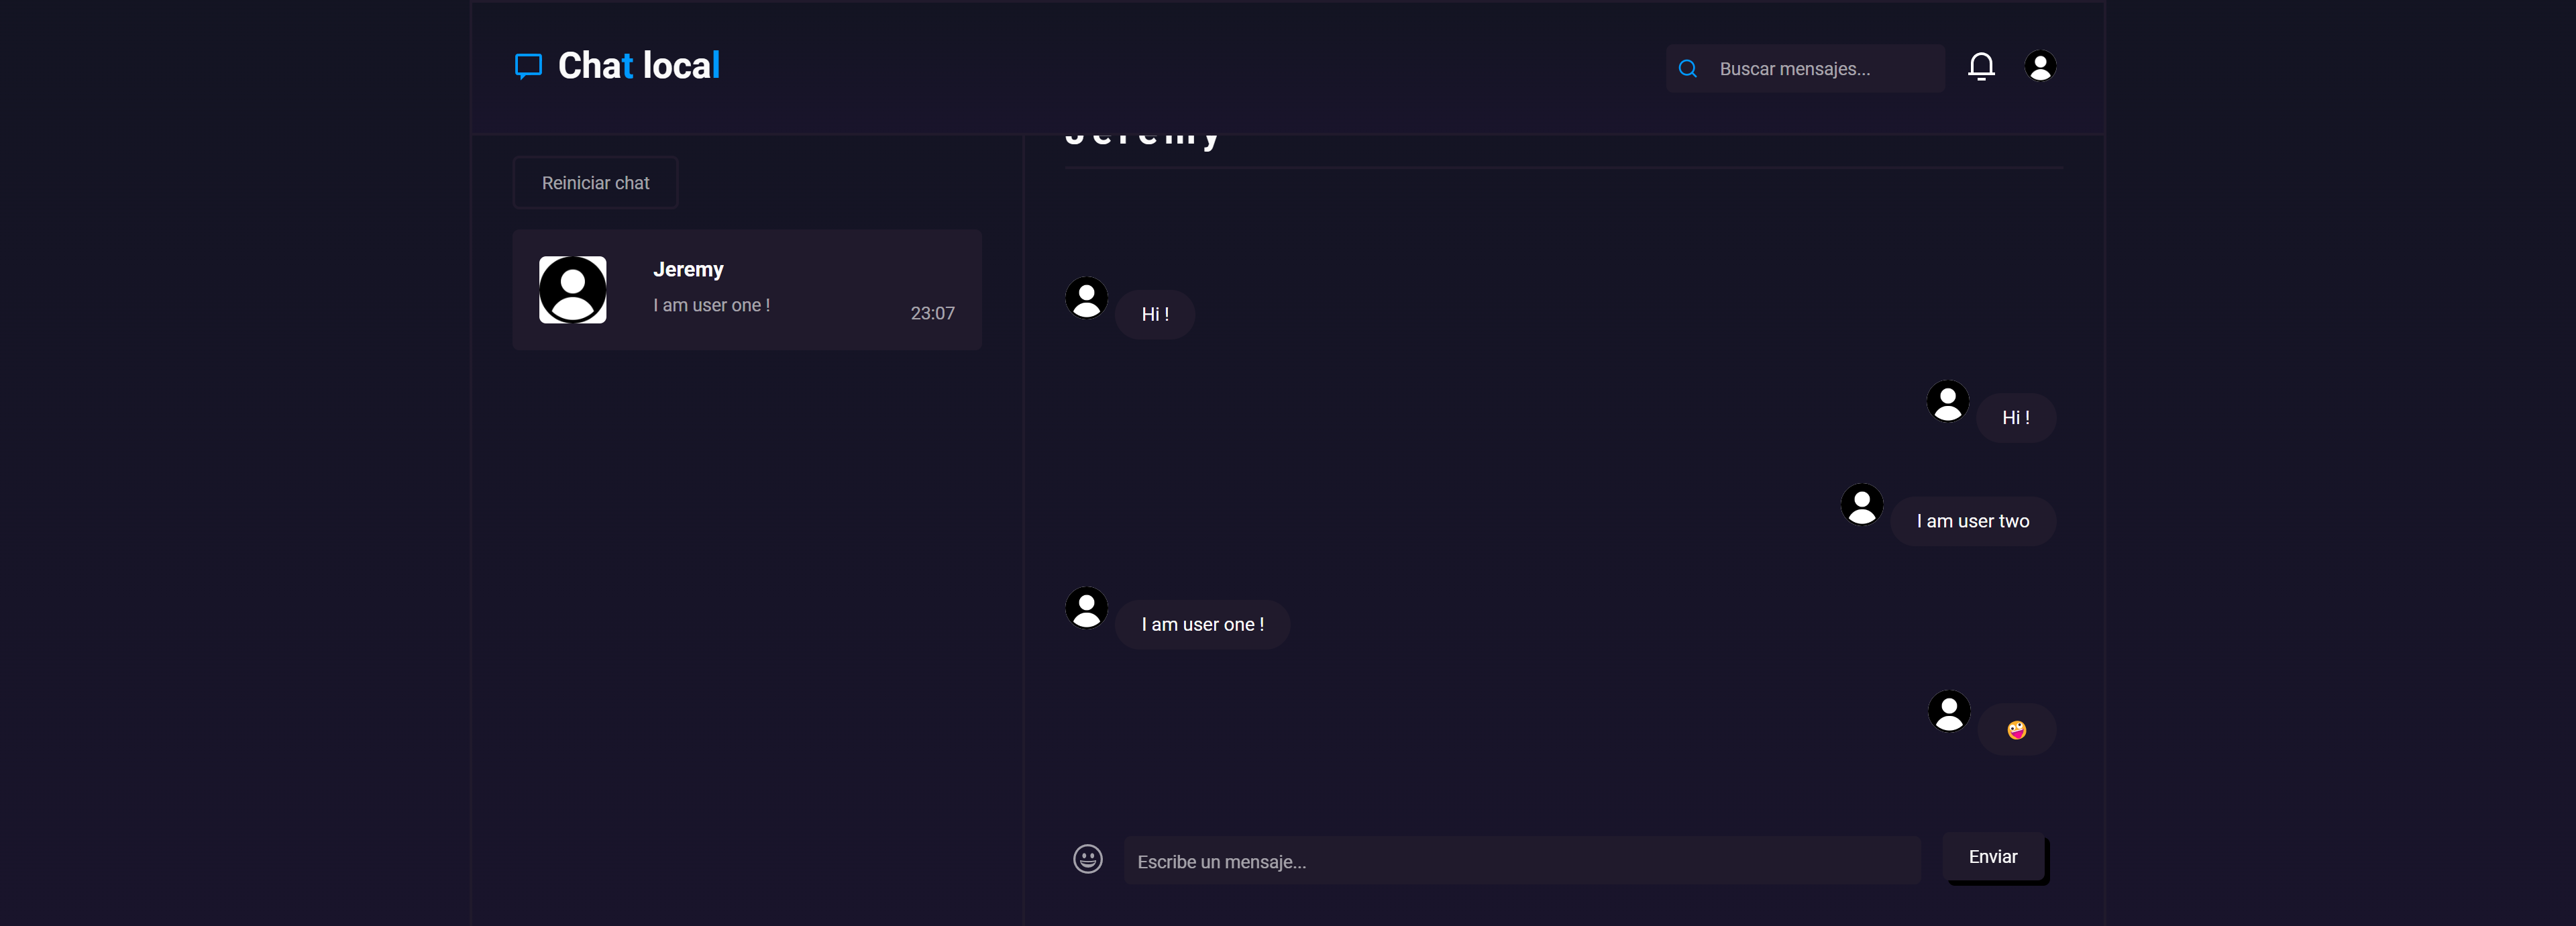 Chat local
Buscar mensajes...
Reiniciar chat
Jeremy
I am user one !
23:07
Jeremy
Hi !
Hi !
I am user two
I am user one !
🤪
Escribe un mensaje...
Enviar